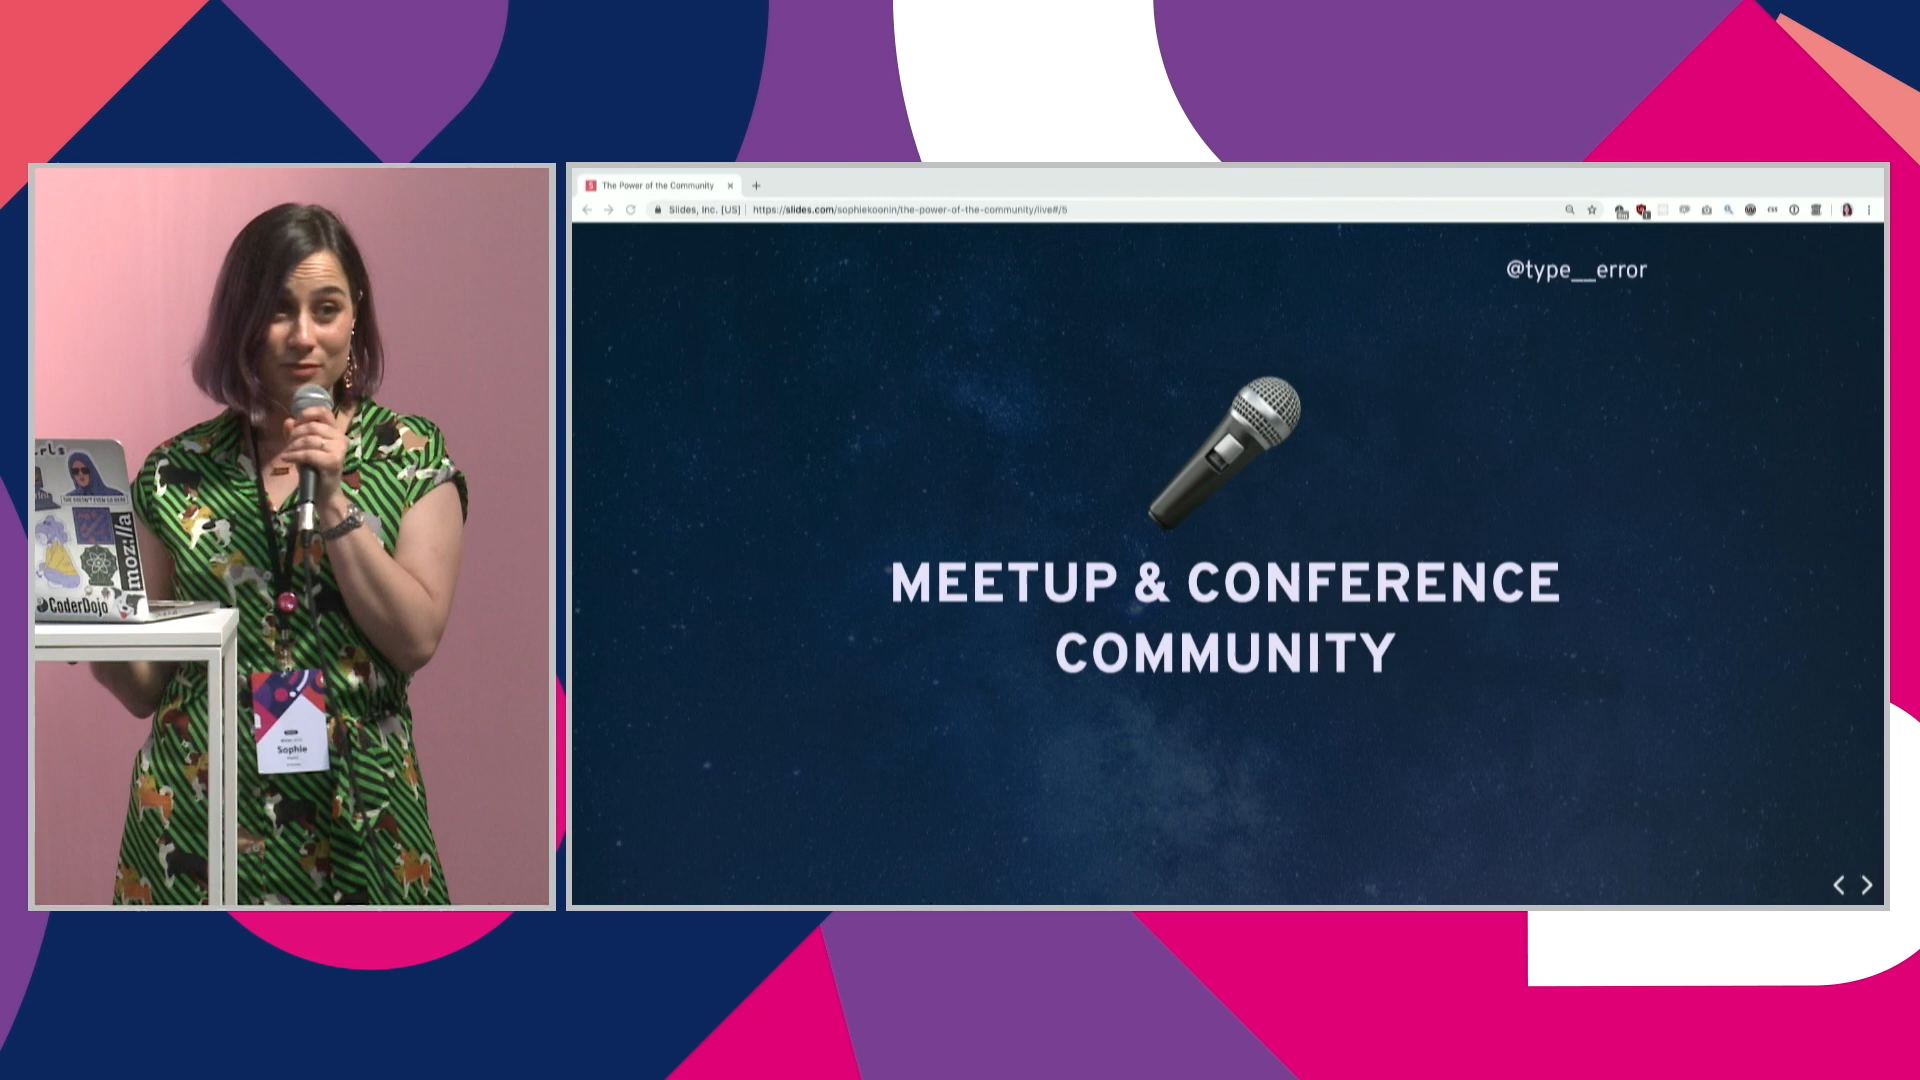 The Power of the Community
Slides, Inc. [US]
https://slides.com/sophiekoonin/the-power-of-the-community/live#/5
@type__error
MEETUP & CONFERENCE
COMMUNITY
moz://a
CoderDojo
Sophie